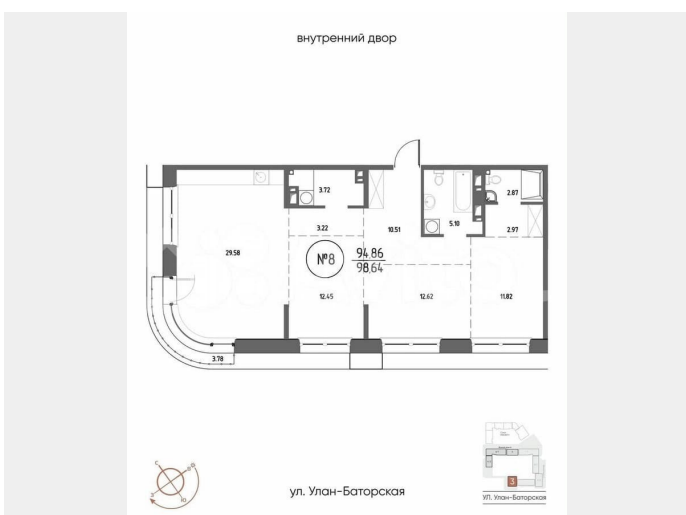 внутренний двор
3.72
2.87
3.22
10.51
5.10
2.97
29.58
№8
94.86
98.64
12.45
12.62
11.82
3.78
С
В
З
Ю
ул. Улан-Баторская
3
УЛ, Улан-Баторская